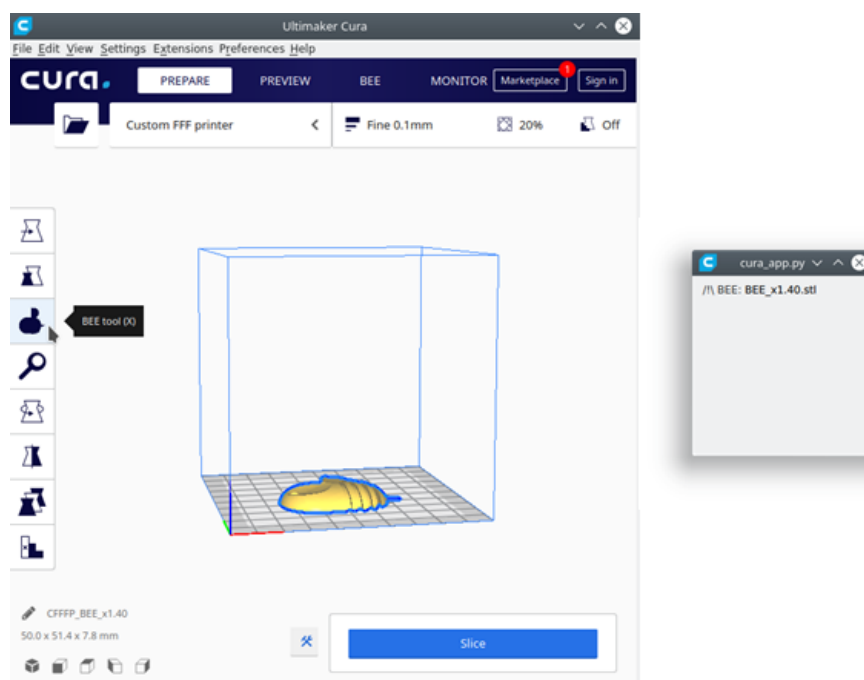 Ultimaker Cura
File Edit View Settings Extensions Preferences Help
cura. PREPARE PREVIEW BEE MONITOR Marketplace 1 Sign in
Custom FFF printer Fine 0.1mm 20% Off
BEE tool (X)
CFFFP_BEE_x1.40
50.0 x 51.4 x 7.8 mm
Slice
cura_app.py
/!\ BEE: BEE_x1.40.stl